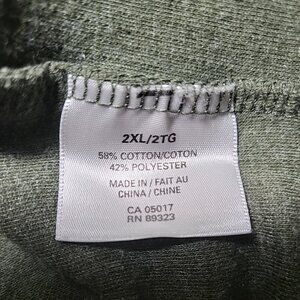 2XL/2TG
58% COTTON/COTON
42% POLYESTER
MADE IN / FAIT AU
CHINA / CHINE
CA 05017
RN 89323